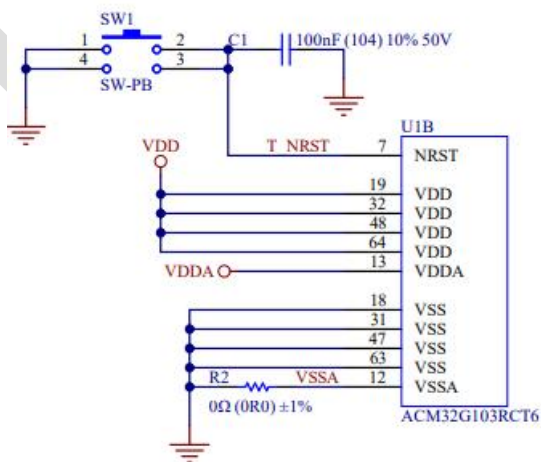 SW1
1 2 C1 100nF (104) 10% 50V
4 3
SW-PB
U1B
VDD T_NRST 7 NRST
19 VDD
32 VDD
48 VDD
64 VDD
VDDA 13 VDDA
18 VSS
31 VSS
47 VSS
63 VSS
R2 VSSA 12 VSSA
0Ω (0R0) ±1%
ACM32G103RCT6